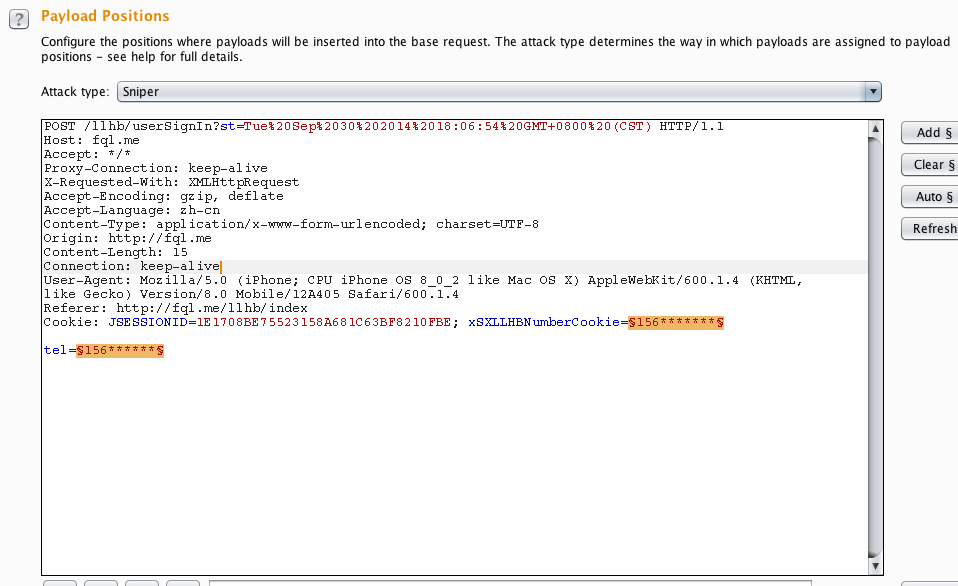 ?
Payload Positions
Configure the positions where payloads will be inserted into the base request. The attack type determines the way in which payloads are assigned to payload
positions – see help for full details.
Attack type: Sniper
POST /llhb/userSignIn?st=Tue%20Sep%2030%202014%2018:06:54%20GMT+0800%20(CST) HTTP/1.1
Host: fql.me
Accept: */*
Proxy-Connection: keep-alive
X-Requested-With: XMLHttpRequest
Accept-Encoding: gzip, deflate
Accept-Language: zh-cn
Content-Type: application/x-www-form-urlencoded; charset=UTF-8
Origin: http://fql.me
Content-Length: 15
Connection: keep-alive
User-Agent: Mozilla/5.0 (iPhone; CPU iPhone OS 8_0_2 like Mac OS X) AppleWebKit/600.1.4 (KHTML,
like Gecko) Version/8.0 Mobile/12A405 Safari/600.1.4
Referer: http://fql.me/llhb/index
Cookie: JSESSIONID=1E1708BE75523158A681C63BF8210FBE; xSXLLHBNumberCookie=§156*******§
tel=§156******§
Add §
Clear §
Auto §
Refresh